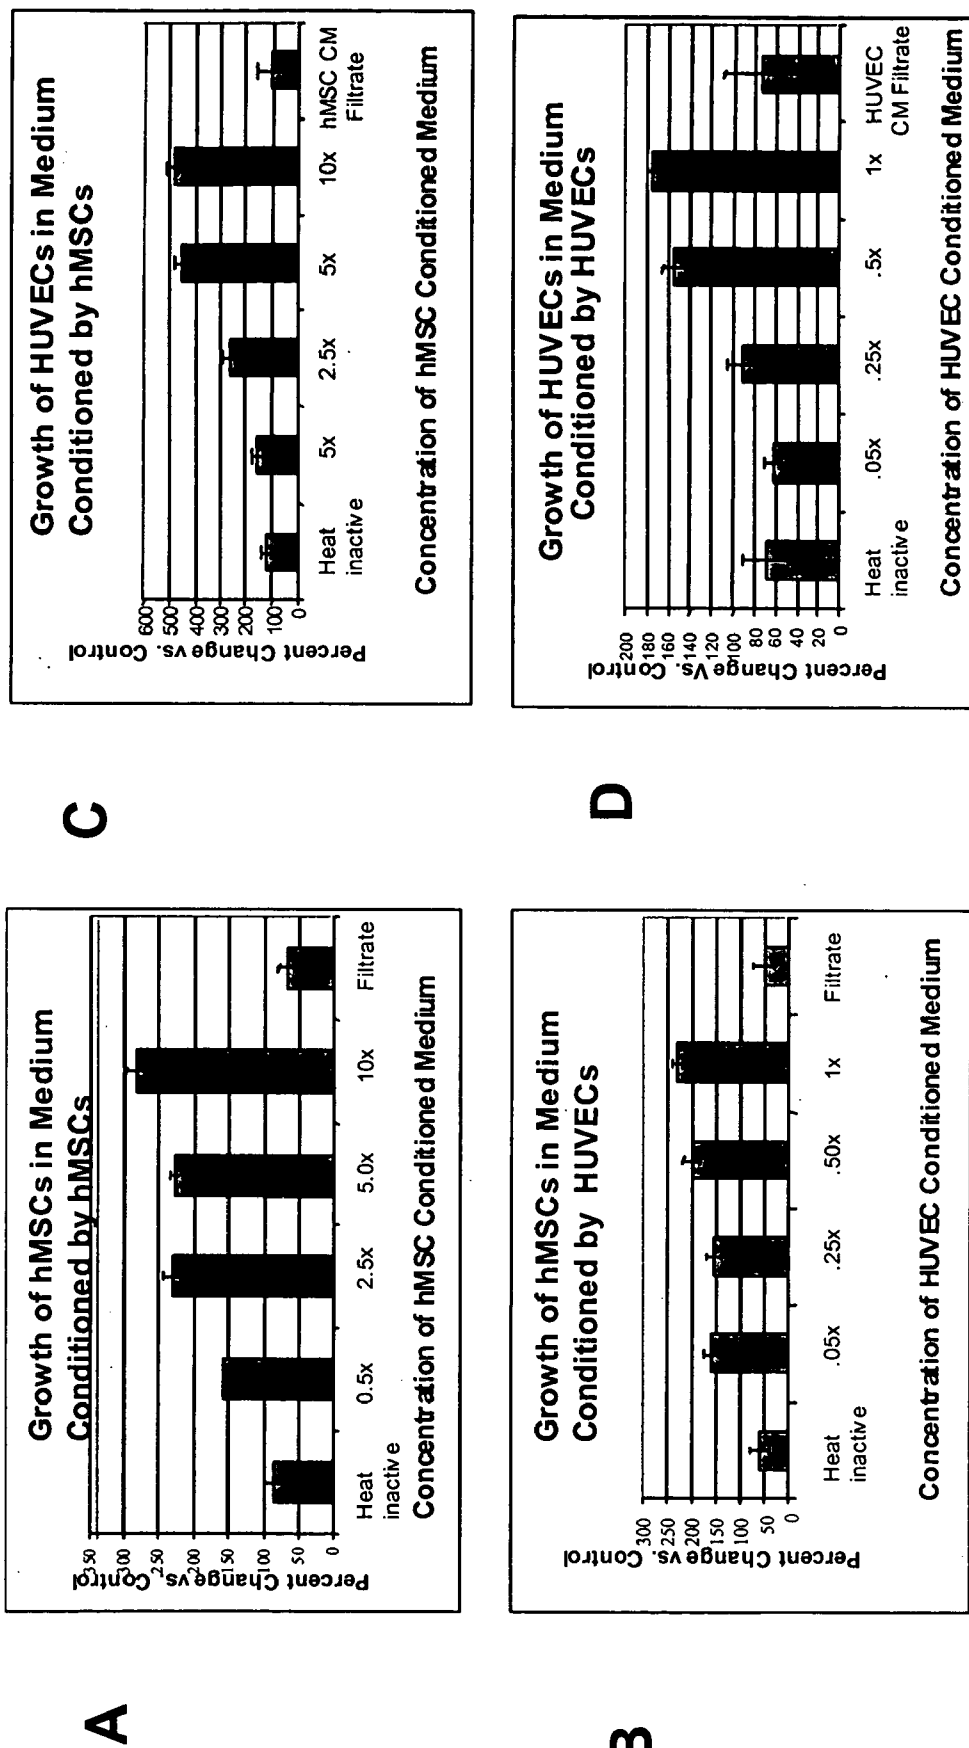 A
Growth of hMSCs in Medium
Conditioned by hMSCs
Percent Change vs. Control
350
300
250
200
150
100
50
0
Heat
inactive
0.5x
2.5x
5.0x
10x
Filtrate
Concentration of hMSC Conditioned Medium
B
Growth of hMSCs in Medium
Conditioned by HUVECs
Percent Change vs. Control
300
250
200
150
100
50
0
Heat
inactive
.05x
.25x
.50x
1x
Filtrate
Concentration of HUVEC Conditioned Medium
C
Growth of HUVECs in Medium
Conditioned by hMSCs
Percent Change vs. Control
600
500
400
300
200
100
0
Heat
inactive
5x
2.5x
5x
10x
hMSC CM
Filtrate
Concentration of hMSC Conditioned Medium
D
Growth of HUVECs in Medium
Conditioned by HUVECs
Percent Change Vs. Control
200
180
160
140
120
100
80
60
40
20
0
Heat
inactive
.05x
.25x
.5x
1x
HUVEC
CM Filtrate
Concentration of HUVEC Conditioned Medium